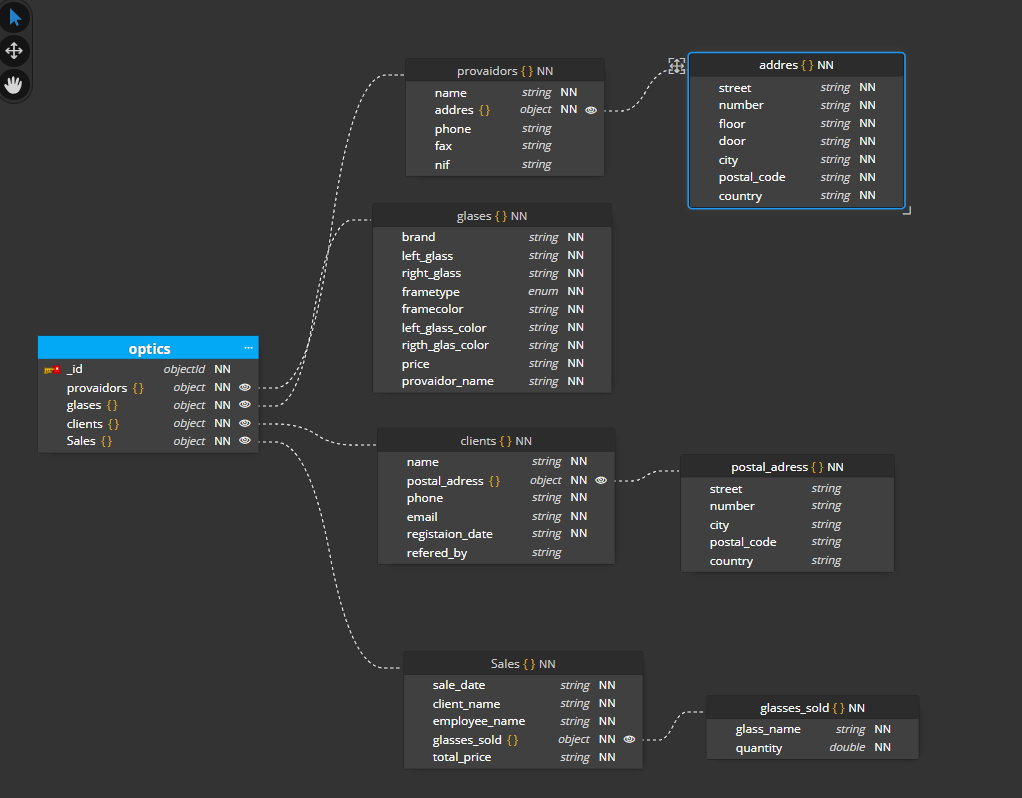 provaidors { } NN
name string NN
addres { } object NN
phone string
fax string
nif string
addres { } NN
street string NN
number string NN
floor string NN
door string NN
city string NN
postal_code string NN
country string NN
glases { } NN
brand string NN
left_glass string NN
right_glass string NN
frametype enum NN
framecolor string NN
left_glass_color string NN
rigth_glas_color string NN
price string NN
provaidor_name string NN
optics ...
_id objectId NN
provaidors { } object NN
glases { } object NN
clients { } object NN
Sales { } object NN
clients { } NN
name string NN
postal_adress { } object NN
phone string NN
email string NN
registaion_date string NN
refered_by string
postal_adress { } NN
street string
number string
city string
postal_code string
country string
Sales { } NN
sale_date string NN
client_name string NN
employee_name string NN
glasses_sold { } object NN
total_price string NN
glasses_sold { } NN
glass_name string NN
quantity double NN